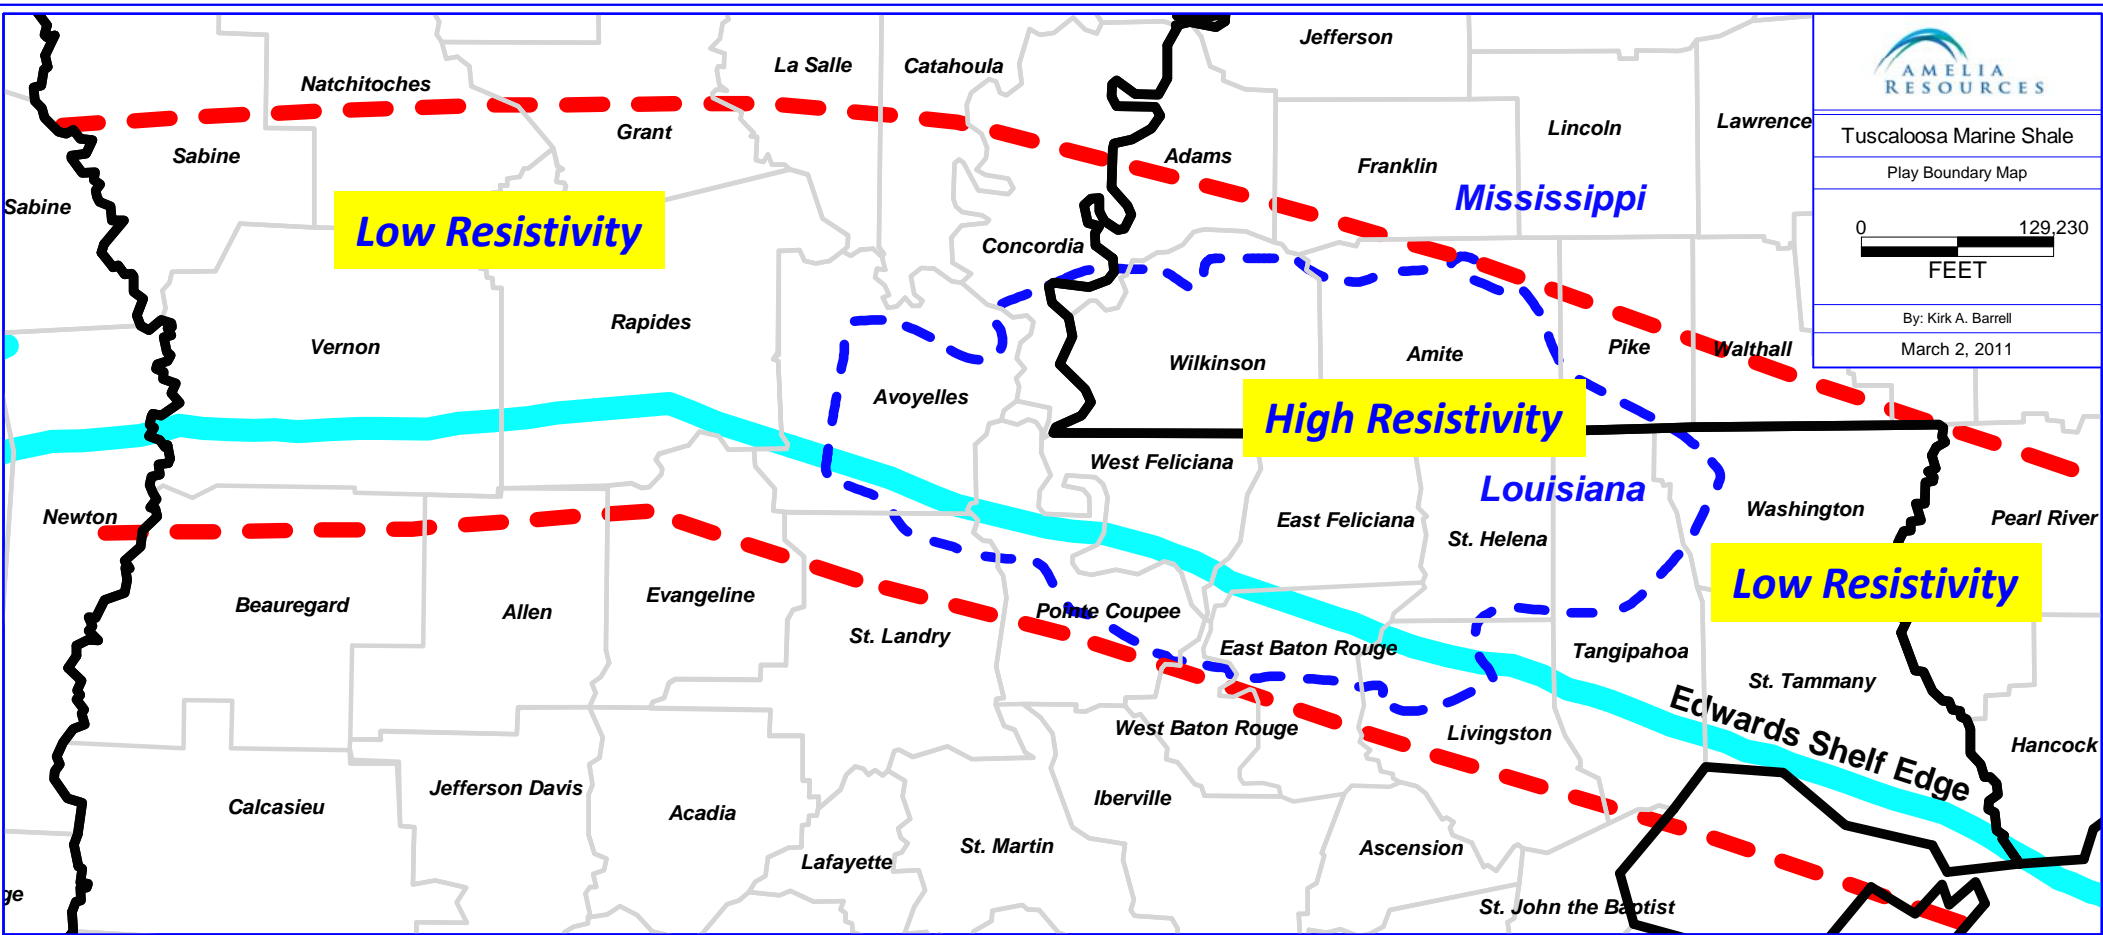 Jefferson
La Salle
Catahoula
Natchitoches
AMELIA
RESOURCES
Grant
Lincoln
Lawrence
Tuscaloosa Marine Shale
Sabine
Adams
Franklin
Play Boundary Map
Sabine
Mississippi
Low Resistivity
0 129,230
FEET
Concordia
Rapides
By: Kirk A. Barrell
Vernon
Wilkinson
Amite
Pike
Walthall
March 2, 2011
Avoyelles
High Resistivity
West Feliciana
Louisiana
Newton
East Feliciana
St. Helena
Washington
Pearl River
Beauregard
Allen
Evangeline
Pointe Coupee
Low Resistivity
St. Landry
East Baton Rouge
Tangipahoa
St. Tammany
West Baton Rouge
Livingston
Edwards Shelf Edge
Hancock
Calcasieu
Jefferson Davis
Acadia
Iberville
Lafayette
St. Martin
Ascension
ge
St. John the Baptist